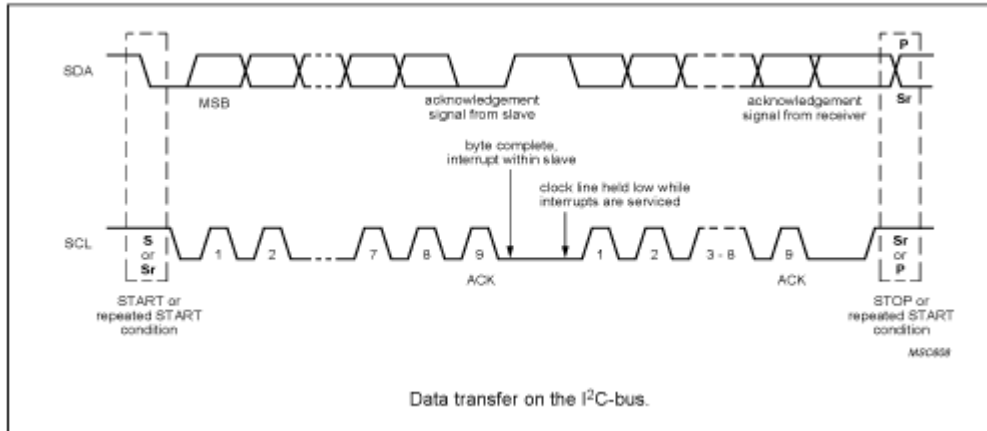 P
SDA
MSB
acknowledgement
signal from slave
acknowledgement
signal from receiver
Sr
byte complete,
interrupt within slave
clock line held low while
interrupts are serviced
SCL
S
or
Sr
1
2
7
8
9
1
2
3 - 8
9
Sr
or
P
ACK
ACK
START or
repeated START
condition
STOP or
repeated START
condition
MSC608
Data transfer on the I²C-bus.